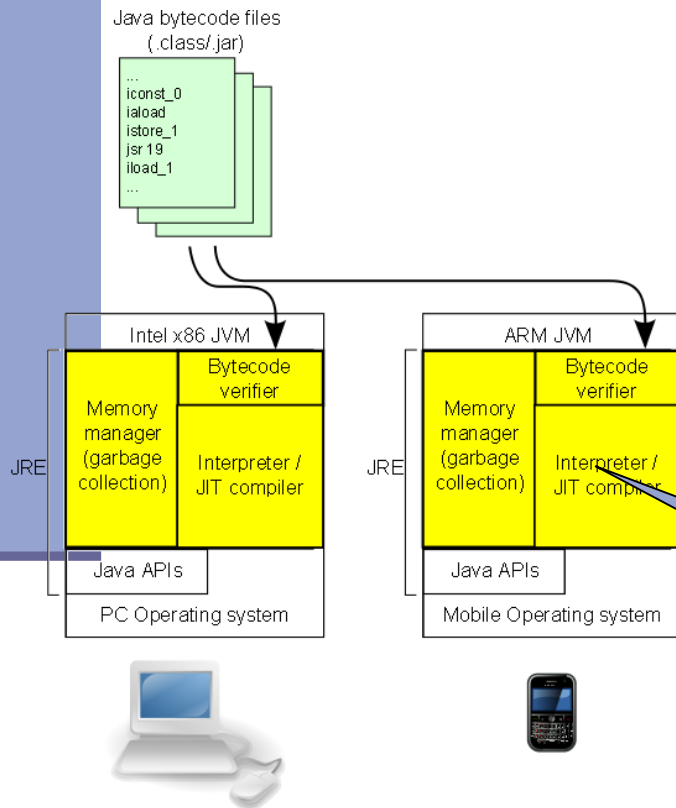 Java bytecode files
(.class/.jar)
...
iconst_0
iaload
istore_1
jsr 19
iload_1
...
Intel x86 JVM
Bytecode
verifier
Memory
manager
(garbage
collection)
Interpreter /
JIT compiler
JRE
Java APIs
PC Operating system
ARM JVM
Bytecode
verifier
Memory
manager
(garbage
collection)
Interpreter /
JIT compiler
JRE
Java APIs
Mobile Operating system